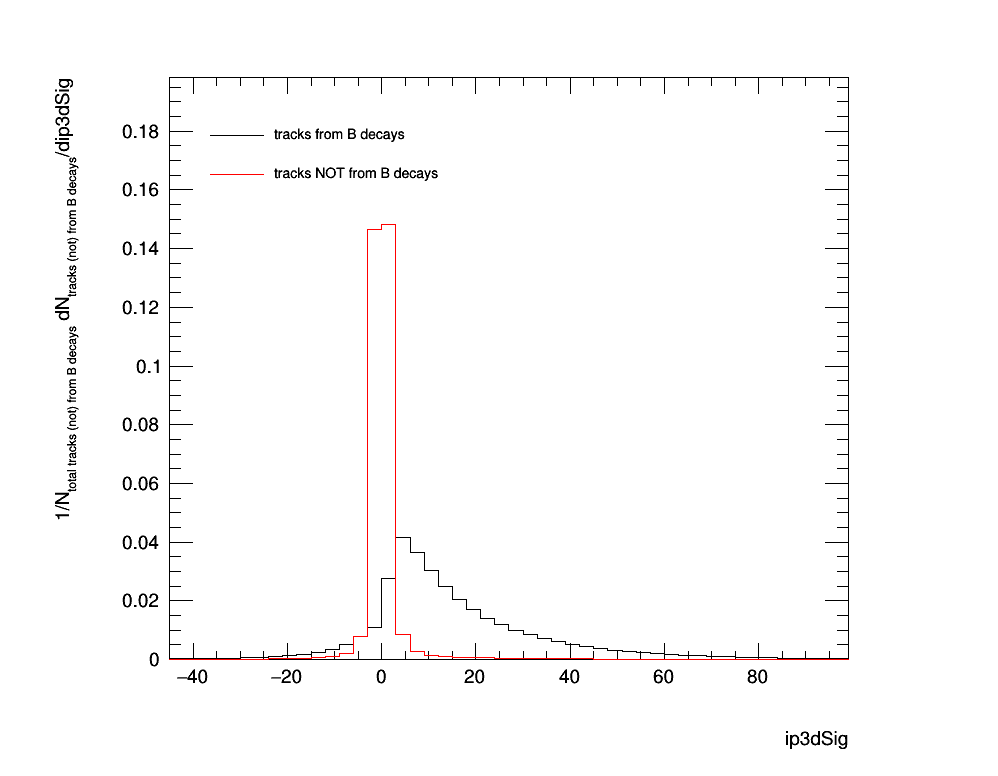 1/Ntotal tracks (not) from B decays dNtracks (not) from B decays/dip3dSig
0.18
0.16
0.14
0.12
0.1
0.08
0.06
0.04
0.02
0
tracks from B decays
tracks NOT from B decays
−40 −20 0 20 40 60 80
ip3dSig